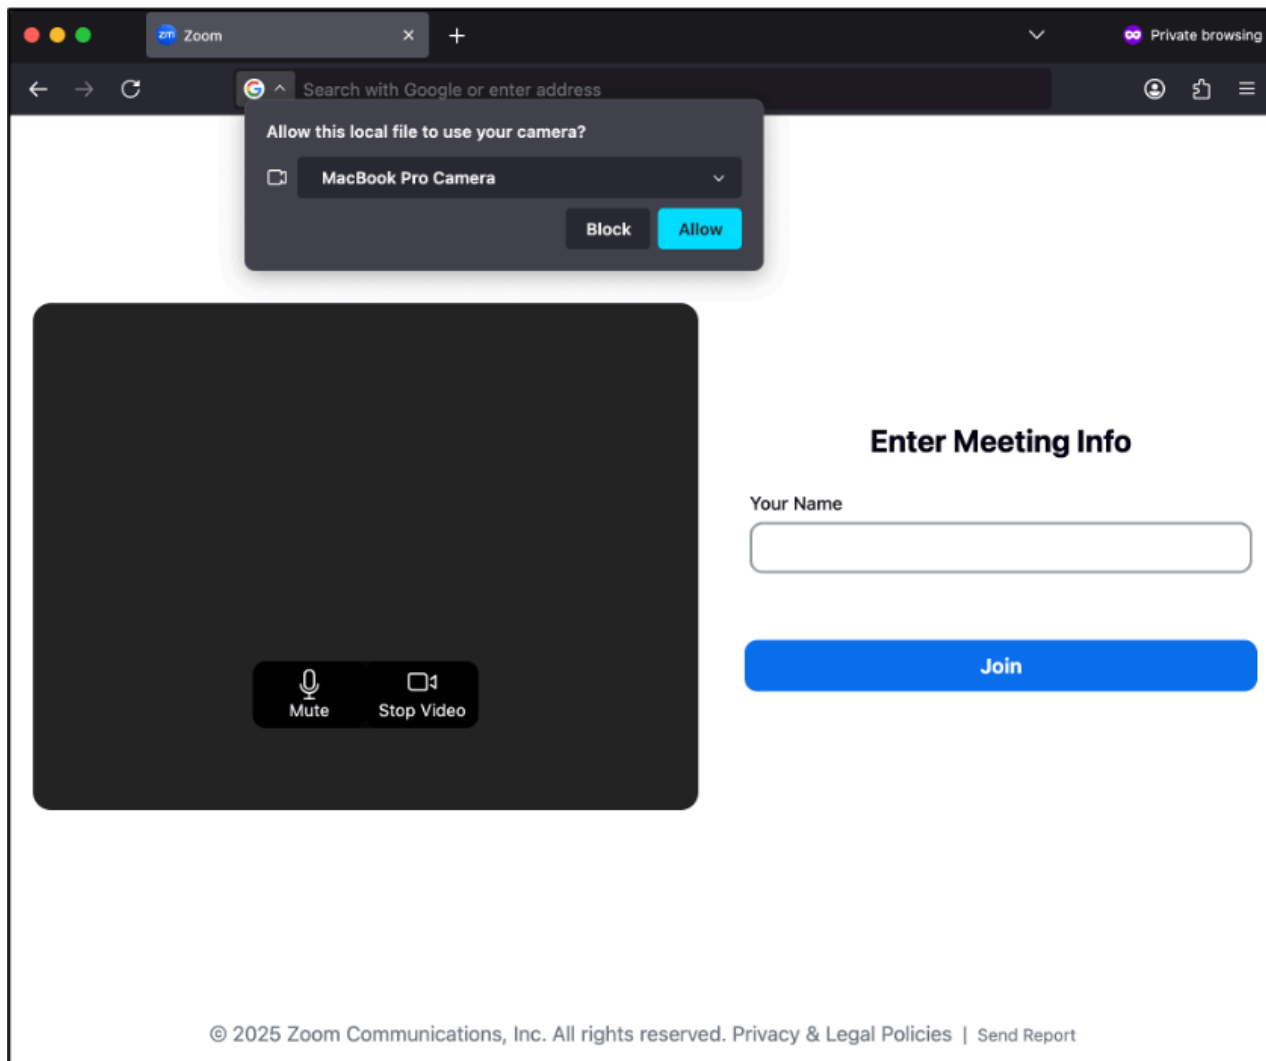 zm Zoom
Private browsing
Search with Google or enter address
Allow this local file to use your camera?
MacBook Pro Camera
Block Allow
Enter Meeting Info
Your Name
Join
Mute Stop Video
© 2025 Zoom Communications, Inc. All rights reserved. Privacy & Legal Policies | Send Report